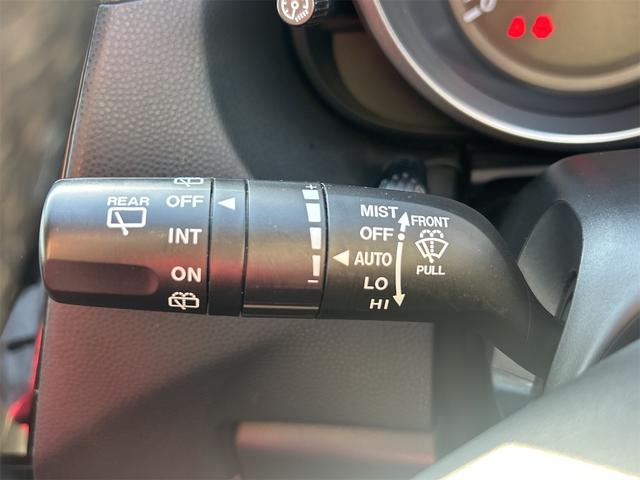 REAR
OFF
INT
ON
MIST
OFF
AUTO
LO
HI
FRONT
PULL